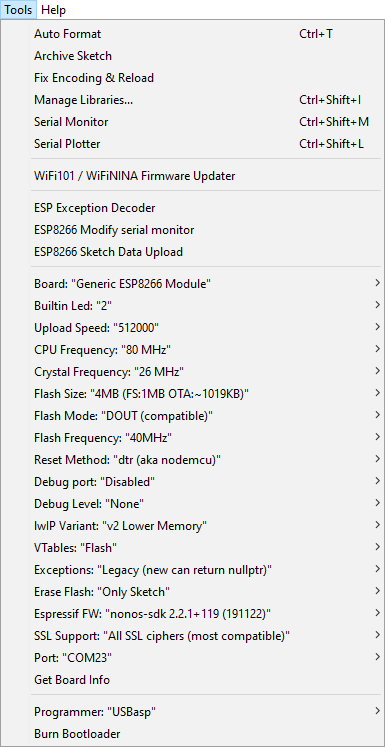 Tools Help
Auto Format Ctrl+T
Archive Sketch
Fix Encoding & Reload
Manage Libraries... Ctrl+Shift+I
Serial Monitor Ctrl+Shift+M
Serial Plotter Ctrl+Shift+L
WiFi101 / WiFiNINA Firmware Updater
ESP Exception Decoder
ESP8266 Modify serial monitor
ESP8266 Sketch Data Upload
Board: "Generic ESP8266 Module"
Builtin Led: "2"
Upload Speed: "512000"
CPU Frequency: "80 MHz"
Crystal Frequency: "26 MHz"
Flash Size: "4MB (FS:1MB OTA:~1019KB)"
Flash Mode: "DOUT (compatible)"
Flash Frequency: "40MHz"
Reset Method: "dtr (aka nodemcu)"
Debug port: "Disabled"
Debug Level: "None"
lwIP Variant: "v2 Lower Memory"
VTables: "Flash"
Exceptions: "Legacy (new can return nullptr)"
Erase Flash: "Only Sketch"
Espressif FW: "nonos-sdk 2.2.1+119 (191122)"
SSL Support: "All SSL ciphers (most compatible)"
Port: "COM23"
Get Board Info
Programmer: "USBasp"
Burn Bootloader